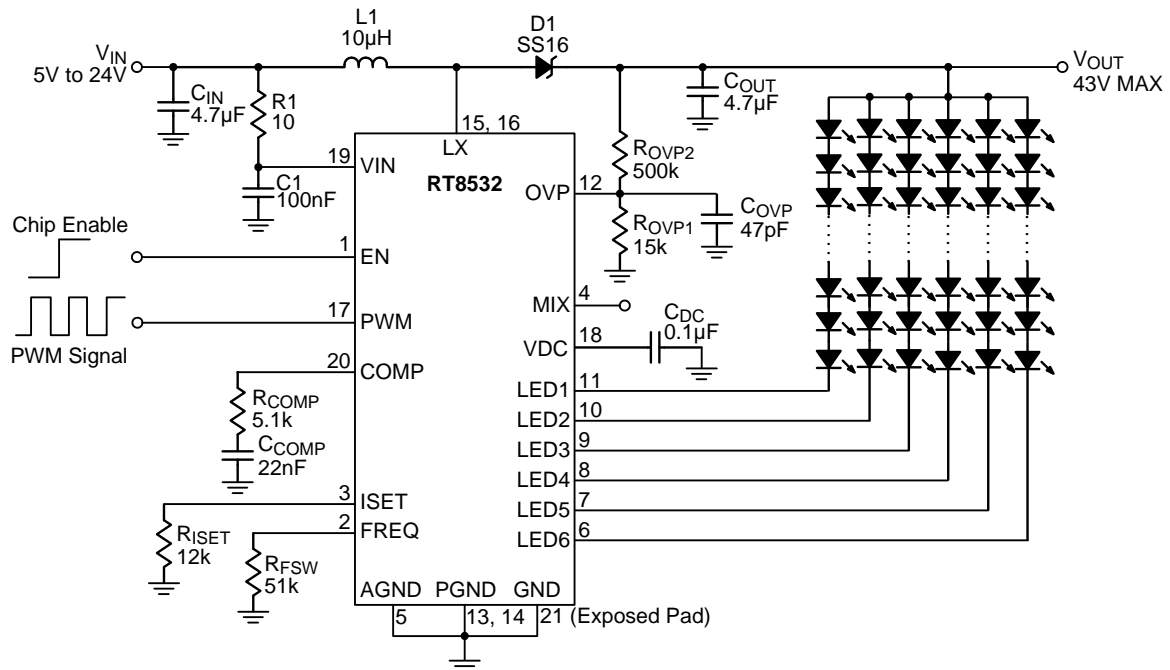 L1
10µH
D1
SS16
VIN
5V to 24V
VOUT
43V MAX
CIN
4.7µF
R1
10
COUT
4.7µF
15, 16
LX
19
VIN
RT8532
C1
100nF
ROVP2
500k
12
OVP
ROVP1
15k
COVP
47pF
Chip Enable
1
EN
4
MIX
17
PWM
PWM Signal
CDC
0.1µF
18
VDC
20
COMP
RCOMP
5.1k
CCOMP
22nF
11
LED1
10
LED2
9
LED3
8
LED4
7
LED5
6
LED6
3
ISET
2
FREQ
RISET
12k
RFSW
51k
AGND PGND GND
5
13, 14
21 (Exposed Pad)